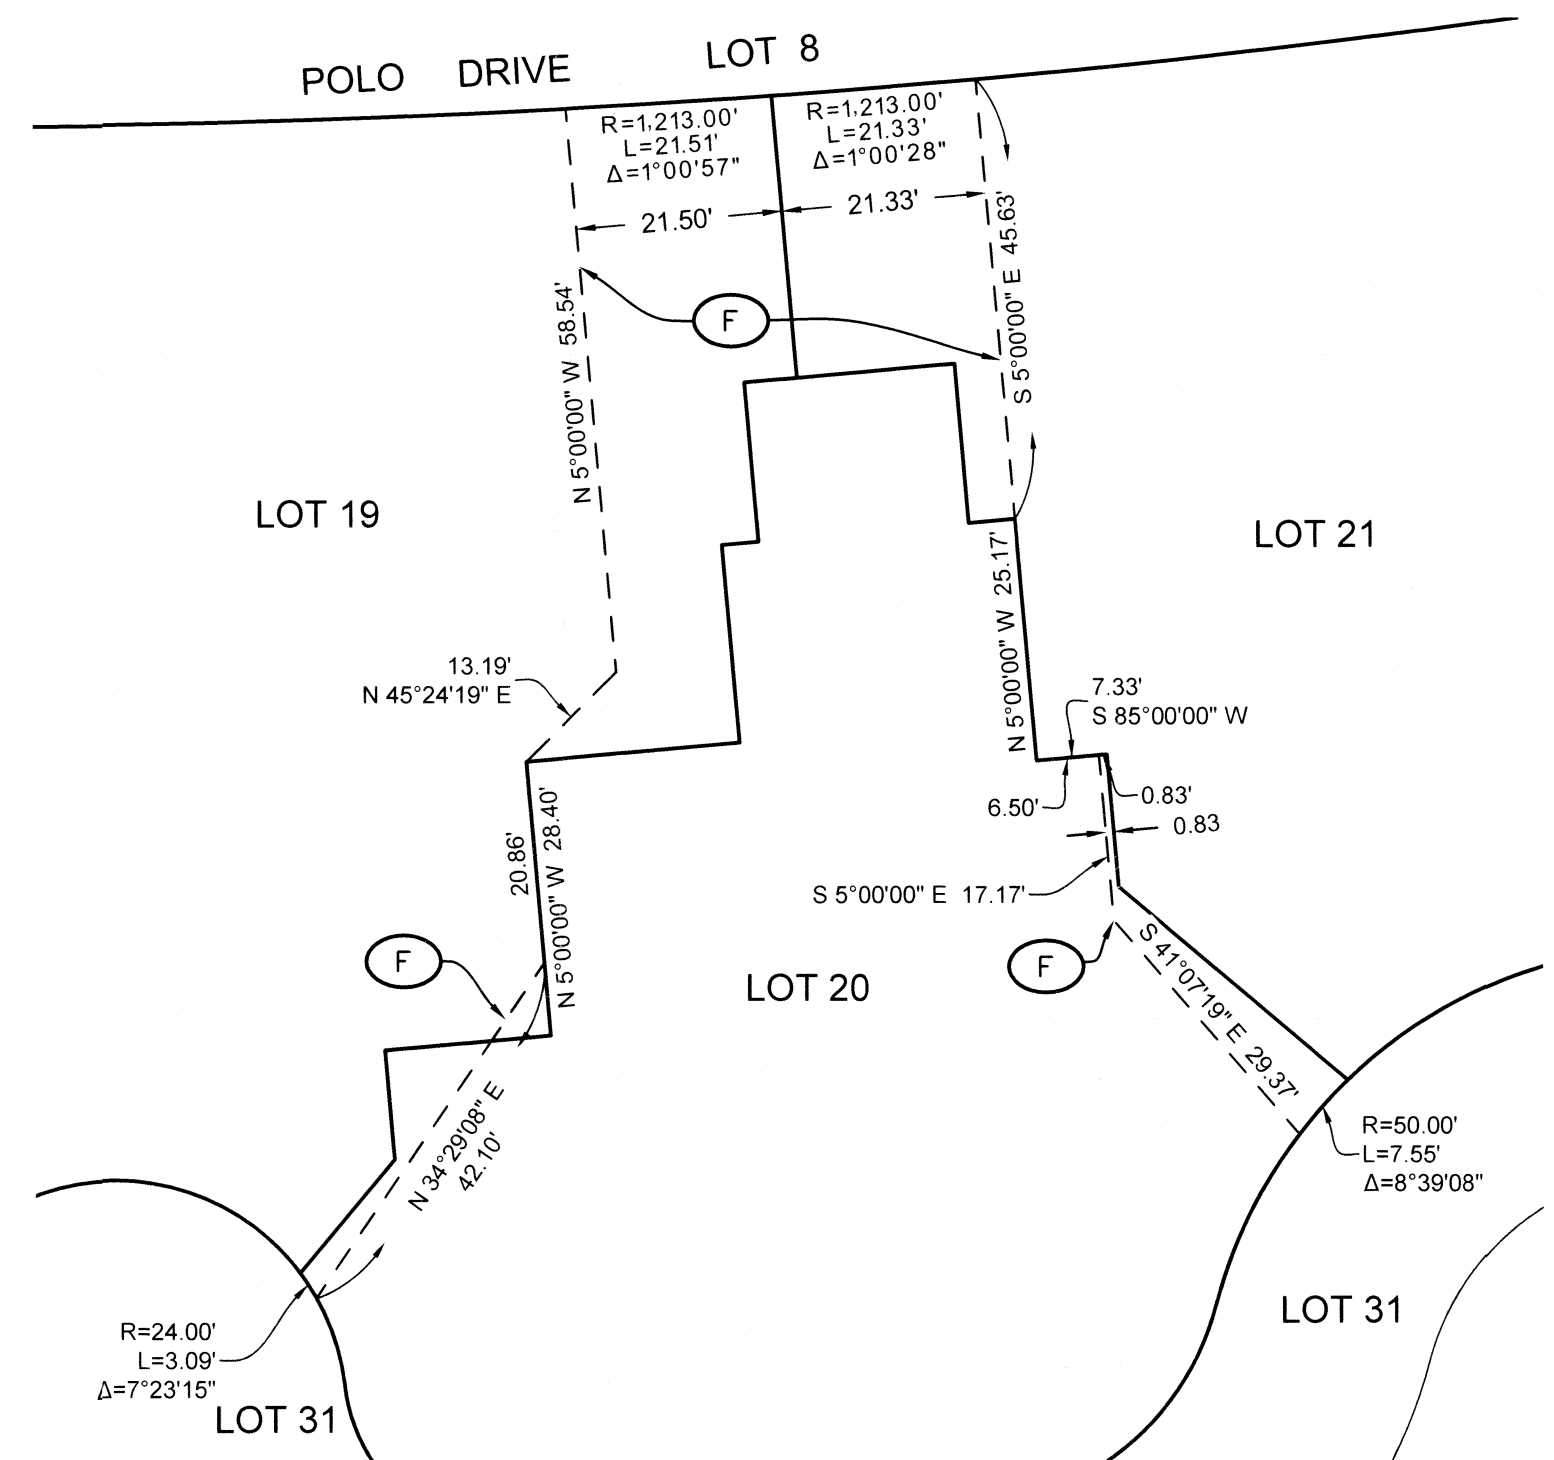 POLO DRIVE
LOT 8
R=1,213.00'
L=21.51'
Δ=1°00'57"
R=1,213.00'
L=21.33'
Δ=1°00'28"
21.50'
21.33'
S 5°00'00" E 45.63'
N 5°00'00" W 58.54'
F
LOT 19
LOT 21
N 5°00'00" W 25.17'
13.19'
N 45°24'19" E
7.33'
S 85°00'00" W
6.50'
0.83'
0.83
20.86'
N 5°00'00" W 28.40'
S 5°00'00" E 17.17'
F
F
LOT 20
S 41°07'19" E 29.37'
N 34°29'08" E
42.10'
R=50.00'
L=7.55'
Δ=8°39'08"
LOT 31
R=24.00'
L=3.09'
Δ=7°23'15"
LOT 31